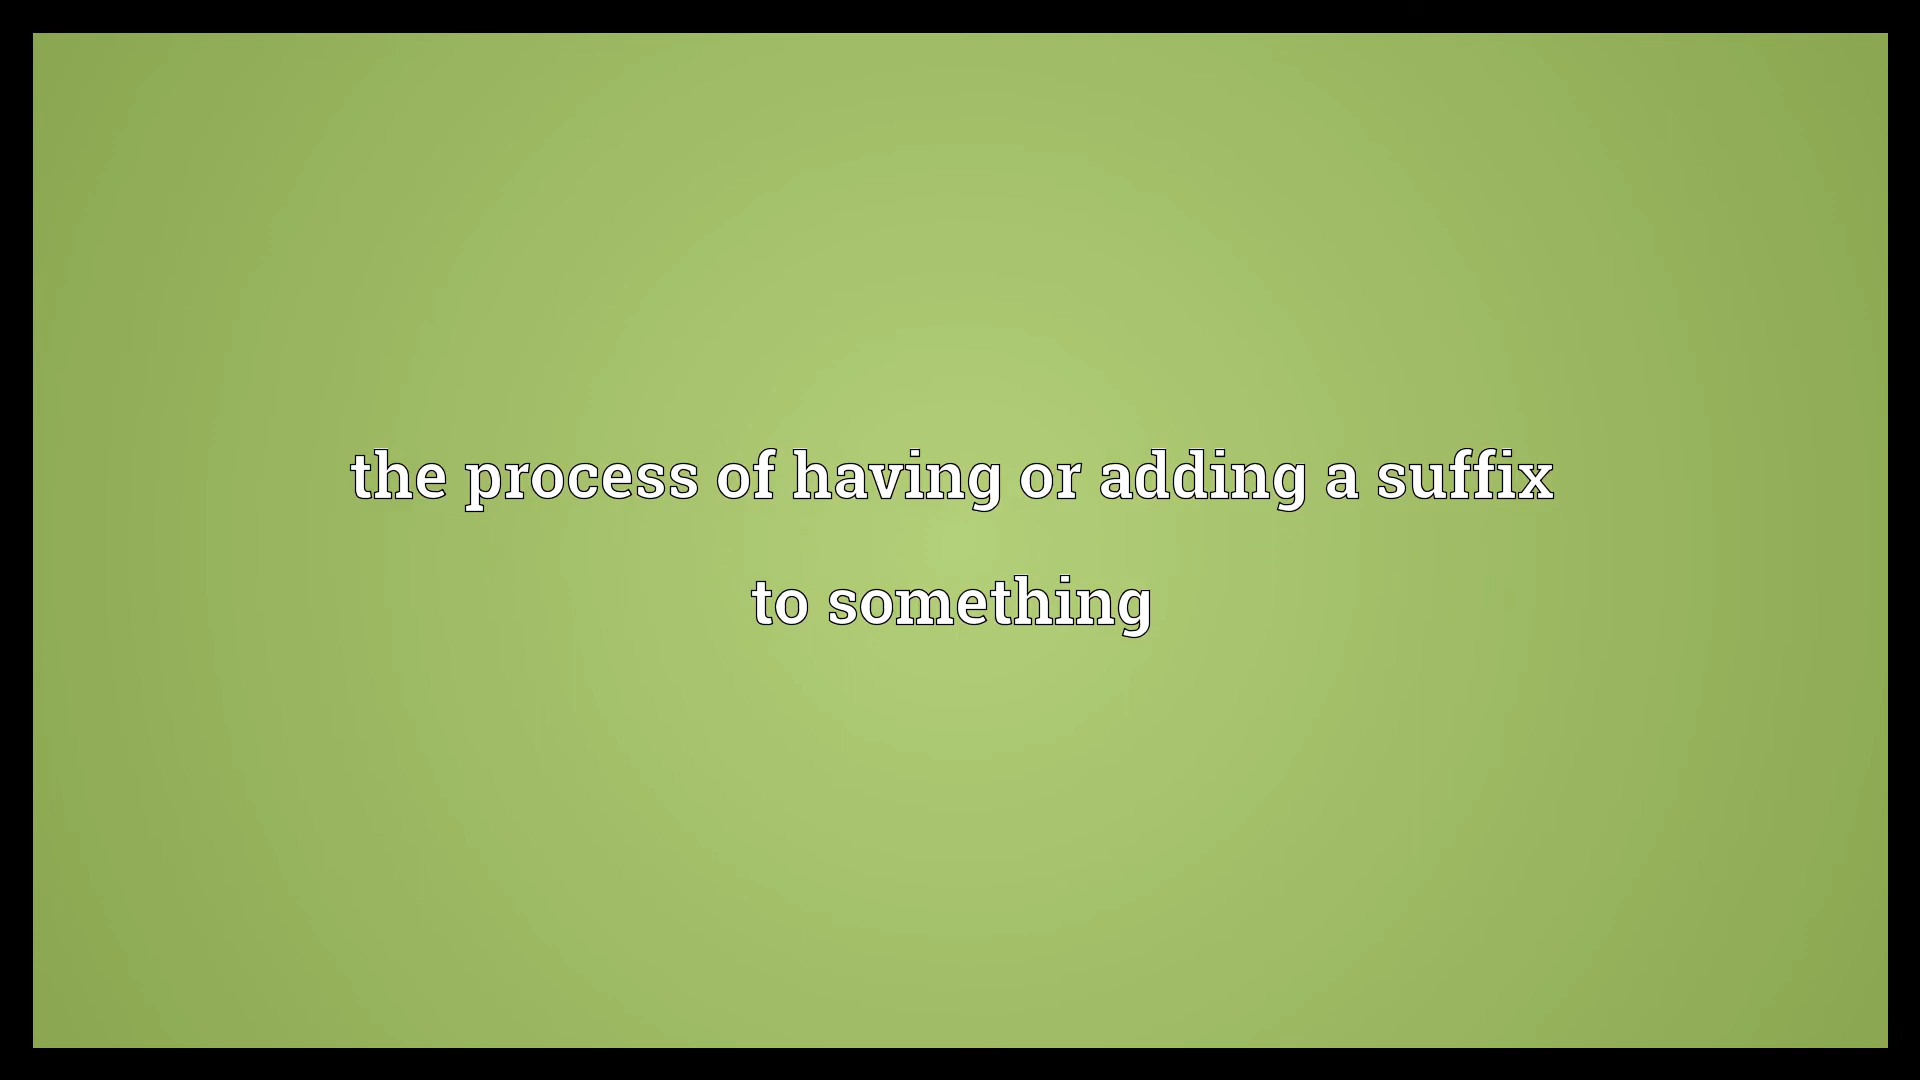 the process of having or adding a suffix
to something